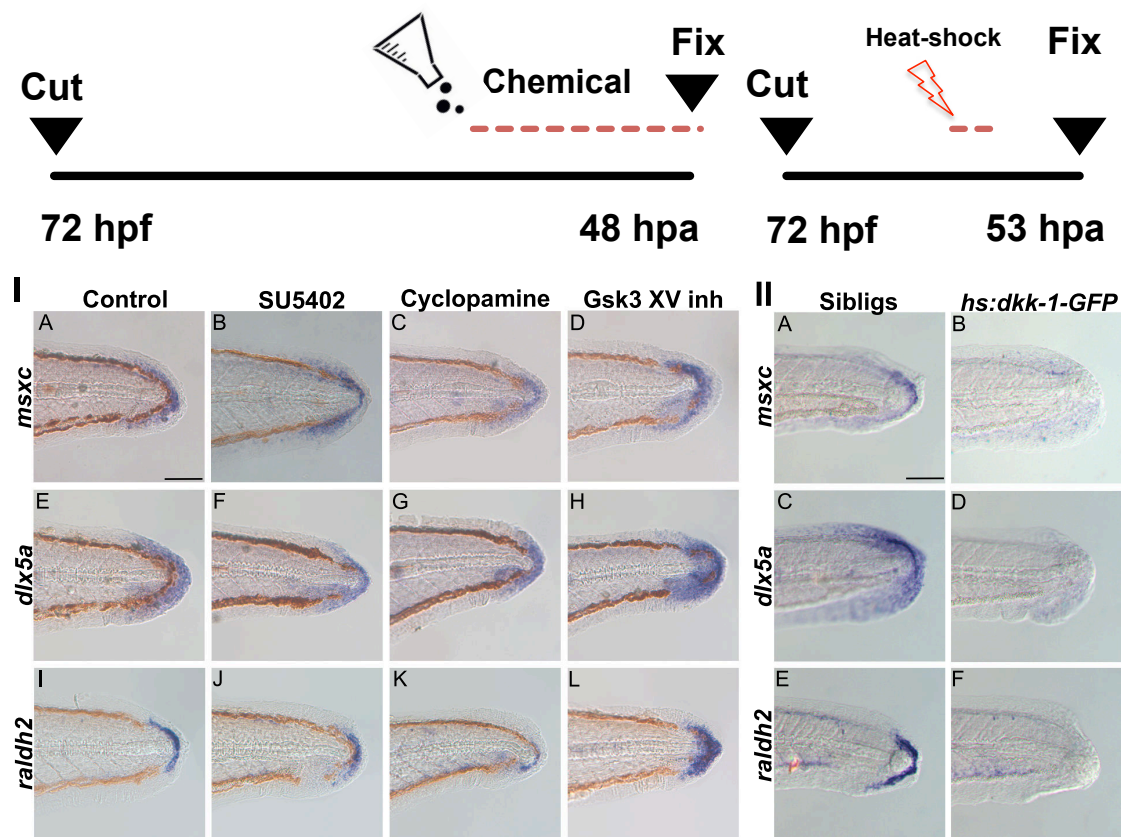 Cut
Chemical
Fix
72 hpf
48 hpa
Cut
Heat-shock
Fix
72 hpf
53 hpa
I
Control
SU5402
Cyclopamine
Gsk3 XV inh
msxc
A
B
C
D
dlx5a
E
F
G
H
raldh2
I
J
K
L
II
Sibligs
hs:dkk-1-GFP
msxc
A
B
dlx5a
C
D
raldh2
E
F